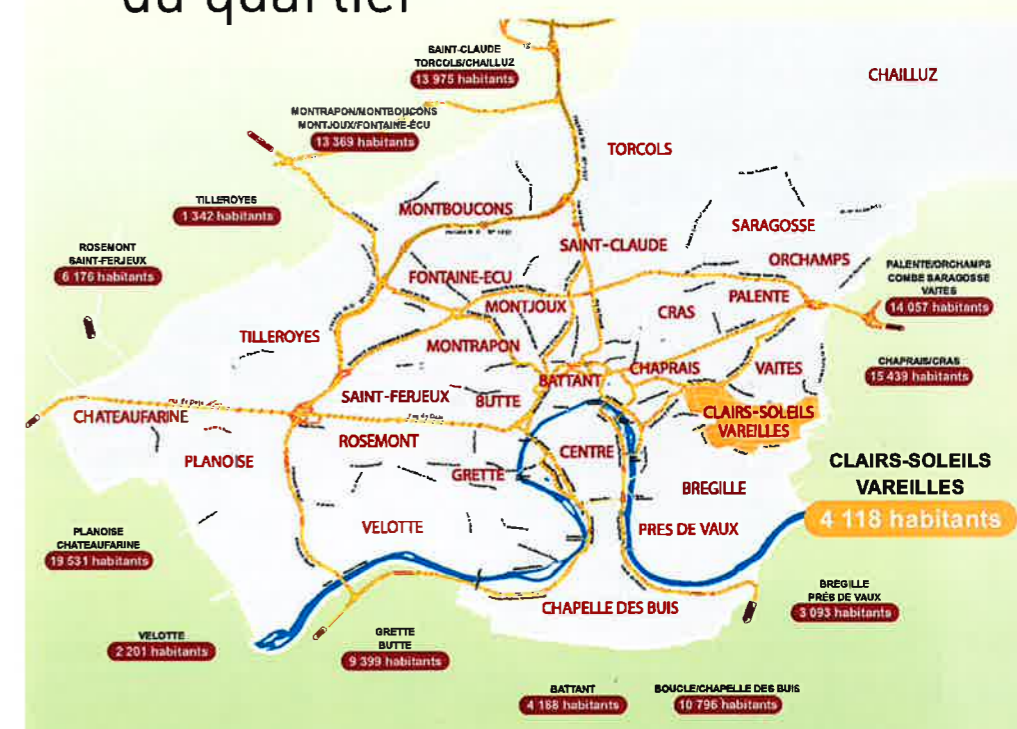 du quartier
SAINT-CLAUDE
TORCOLS/CHAILLUZ
13 975 habitants
CHAILLUZ
MONTRAPON/MONTBOUCONS
MONTJOUX/FONTAINE-ÉCU
13 369 habitants
TORCOLS
TILLEROYES
1 342 habitants
MONTBOUCONS
SARAGOSSE
ROSEMONT
SAINT-FERJEUX
6 176 habitants
SAINT-CLAUDE
ORCHAMPS
PALENTE/ORCHAMPS
COMBE SARAGOSSE
VAITES
14 057 habitants
FONTAINE-ECU
PALENTE
MONTJOUX
CRAS
TILLEROYES
MONTRAPON
CHAPRAIS/CRAS
15 439 habitants
CHAPRAIS
VAITES
BATTANT
SAINT-FERJEUX
BUTTE
CHATEAUFARINE
CLAIRS-SOLEILS
VAREILLES
ROSEMONT
CENTRE
PLANOISE
GRETTE
BREGILLE
CLAIRS-SOLEILS
VAREILLES
4 118 habitants
VELOTTE
PRES DE VAUX
PLANOISE
CHATEAUFARINE
19 531 habitants
CHAPELLE DES BUIS
BREGILLE
PRÉS DE VAUX
3 093 habitants
VELOTTE
2 201 habitants
GRETTE
BUTTE
9 399 habitants
BATTANT
4 188 habitants
BOUCLE/CHAPELLE DES BUIS
10 796 habitants